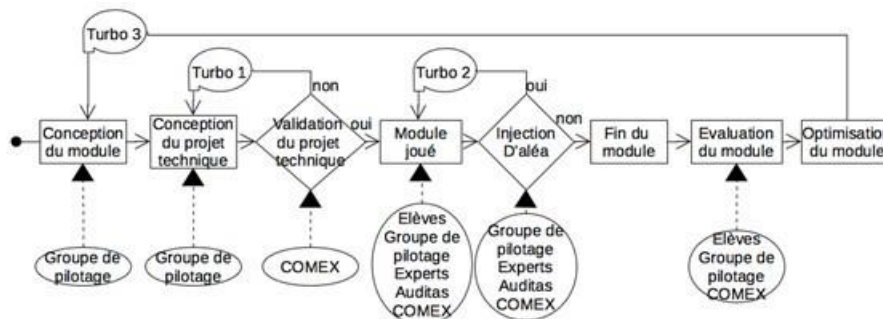 Turbo 3
Turbo 1
Turbo 2
non
oui
Conception
du module
Conception
du projet
technique
Validation
du projet
technique
oui
Module
joué
Injection
D'aléa
non
Fin du
module
Evaluation
du module
Optimisation
du module
Groupe de
pilotage
Groupe de
pilotage
COMEX
Elèves
Groupe de
pilotage
Experts
Auditas
COMEX
Groupe de
pilotage
Experts
Auditas
COMEX
Elèves
Groupe de
pilotage
COMEX